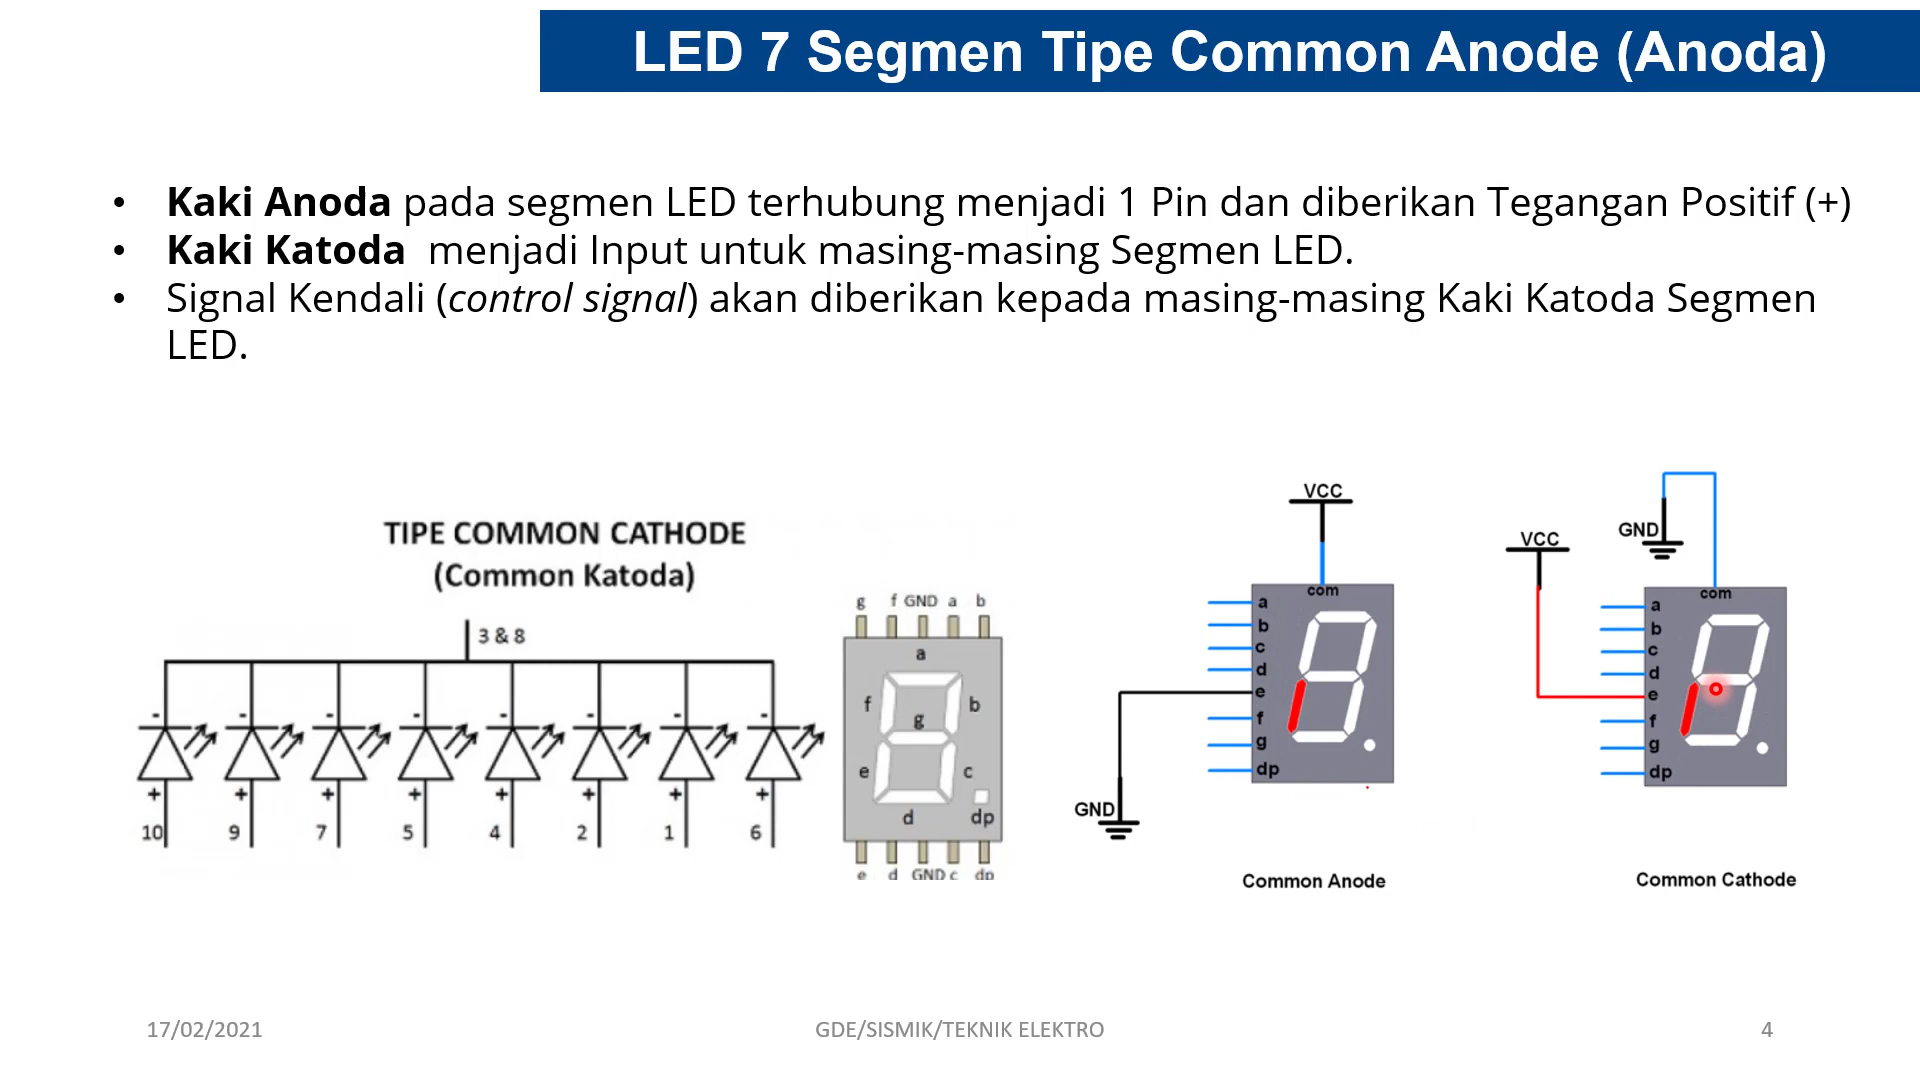 LED 7 Segmen Tipe Common Anode (Anoda)
• Kaki Anoda pada segmen LED terhubung menjadi 1 Pin dan diberikan Tegangan Positif (+)
• Kaki Katoda menjadi Input untuk masing-masing Segmen LED.
• Signal Kendali (control signal) akan diberikan kepada masing-masing Kaki Katoda Segmen
LED.
TIPE COMMON CATHODE
(Common Katoda)
3 & 8
- - - - - - - -
+ + + + + + + +
10 9 7 5 4 2 1 6
g f GND a b
a
f b
g
e c
d dp
e d GND c dp
VCC
com
a
b
c
d
e
f
g
dp
GND
Common Anode
GND
VCC
com
a
b
c
d
e
f
g
dp
Common Cathode
17/02/2021
GDE/SISMIK/TEKNIK ELEKTRO
4